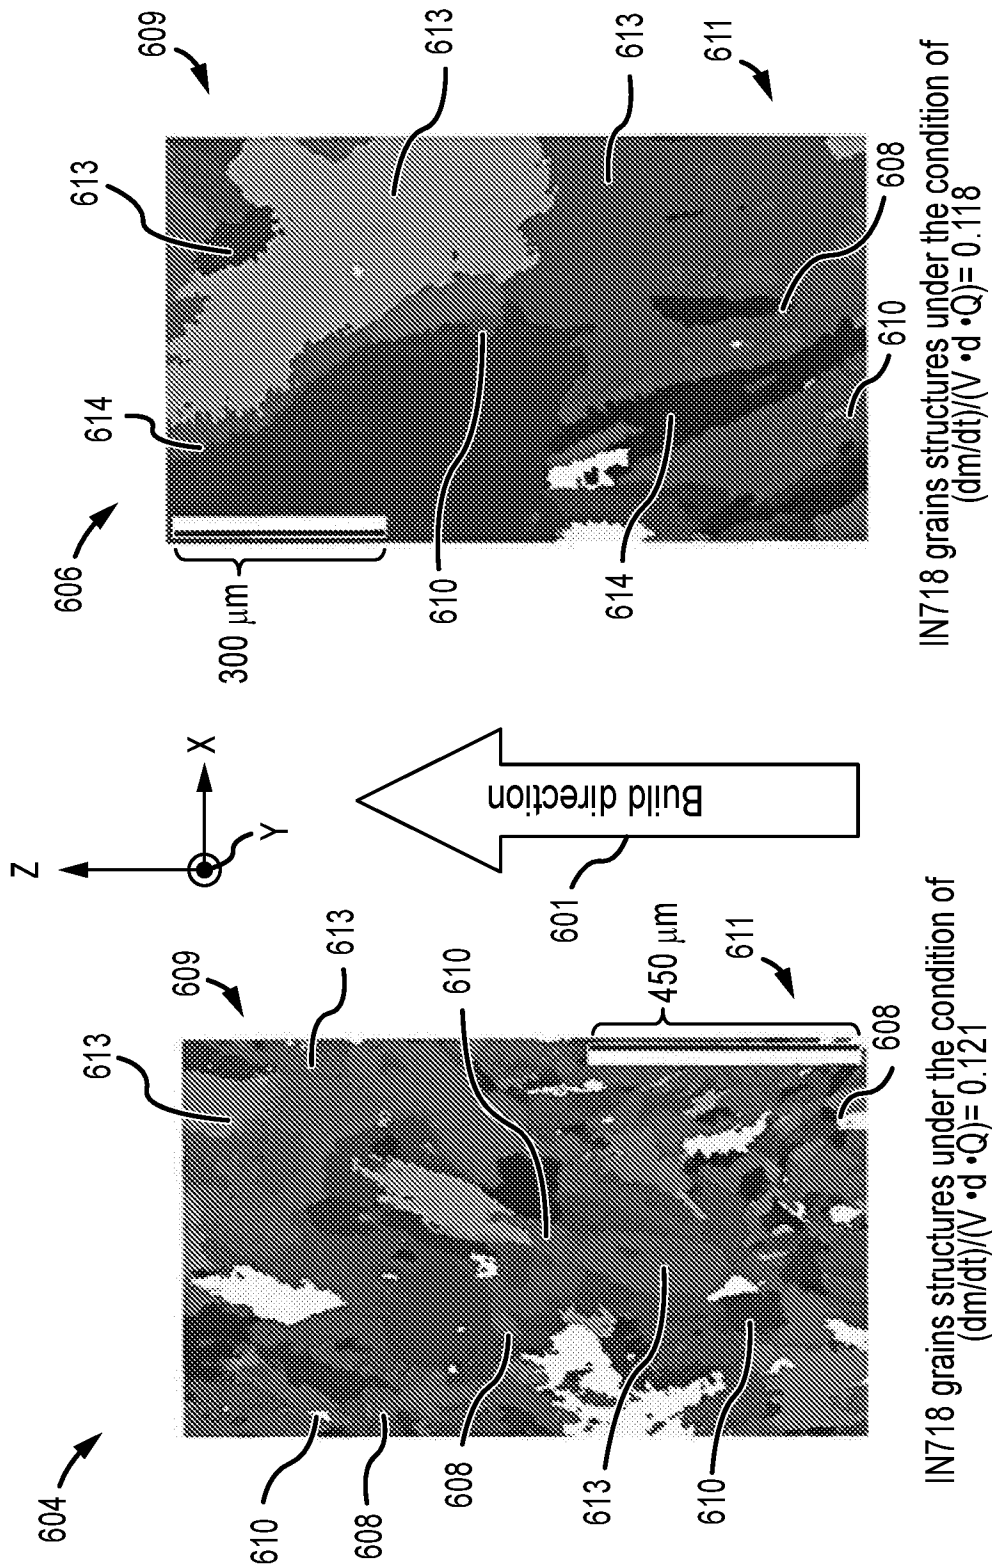 604
613
609
613
610
610
608
608
613
610
450 μm
611
608
IN718 grains structures under the condition of
(dm/dt)/(V •d •Q)= 0.121
Z
X
Y
Build direction
601
606
614
613
609
613
613
611
300 μm
610
614
608
610
IN718 grains structures under the condition of
(dm/dt)/(V •d •Q)= 0.118